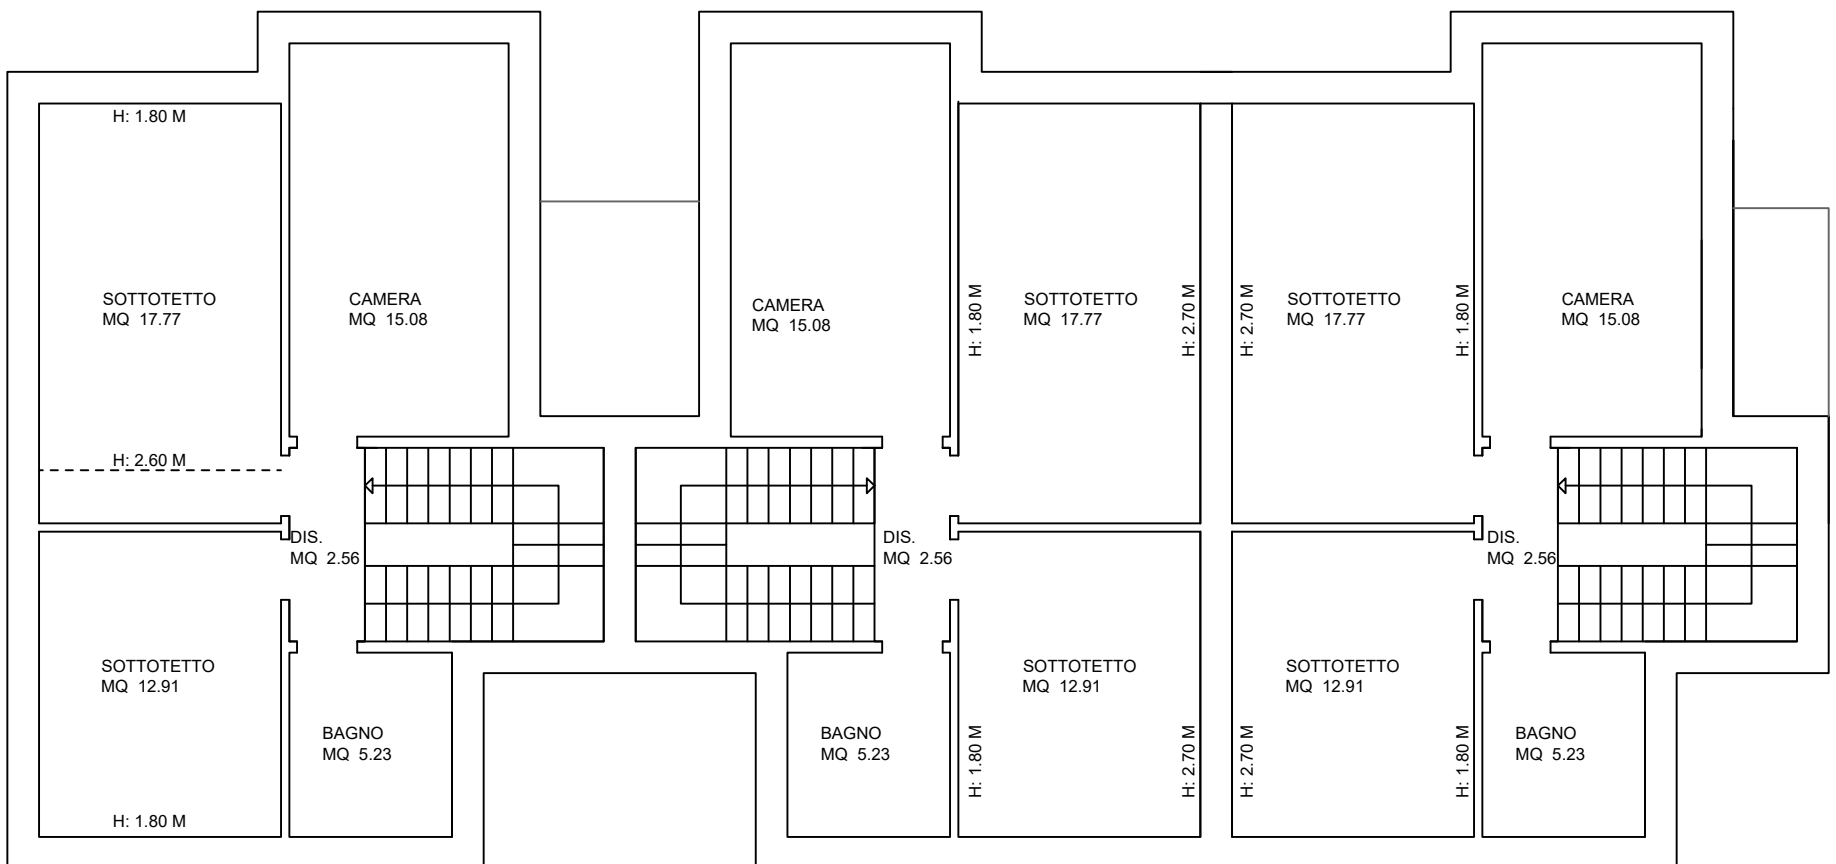 H: 1.80 M
SOTTOTETTO
MQ 17.77
CAMERA
MQ 15.08
H: 2.60 M
DIS.
MQ 2.56
SOTTOTETTO
MQ 12.91
BAGNO
MQ 5.23
H: 1.80 M
CAMERA
MQ 15.08
H: 1.80 M
SOTTOTETTO
MQ 17.77
H: 2.70 M
DIS.
MQ 2.56
SOTTOTETTO
MQ 12.91
BAGNO
MQ 5.23
H: 1.80 M
H: 2.70 M
H: 2.70 M
SOTTOTETTO
MQ 17.77
H: 1.80 M
CAMERA
MQ 15.08
DIS.
MQ 2.56
SOTTOTETTO
MQ 12.91
H: 2.70 M
H: 1.80 M
BAGNO
MQ 5.23